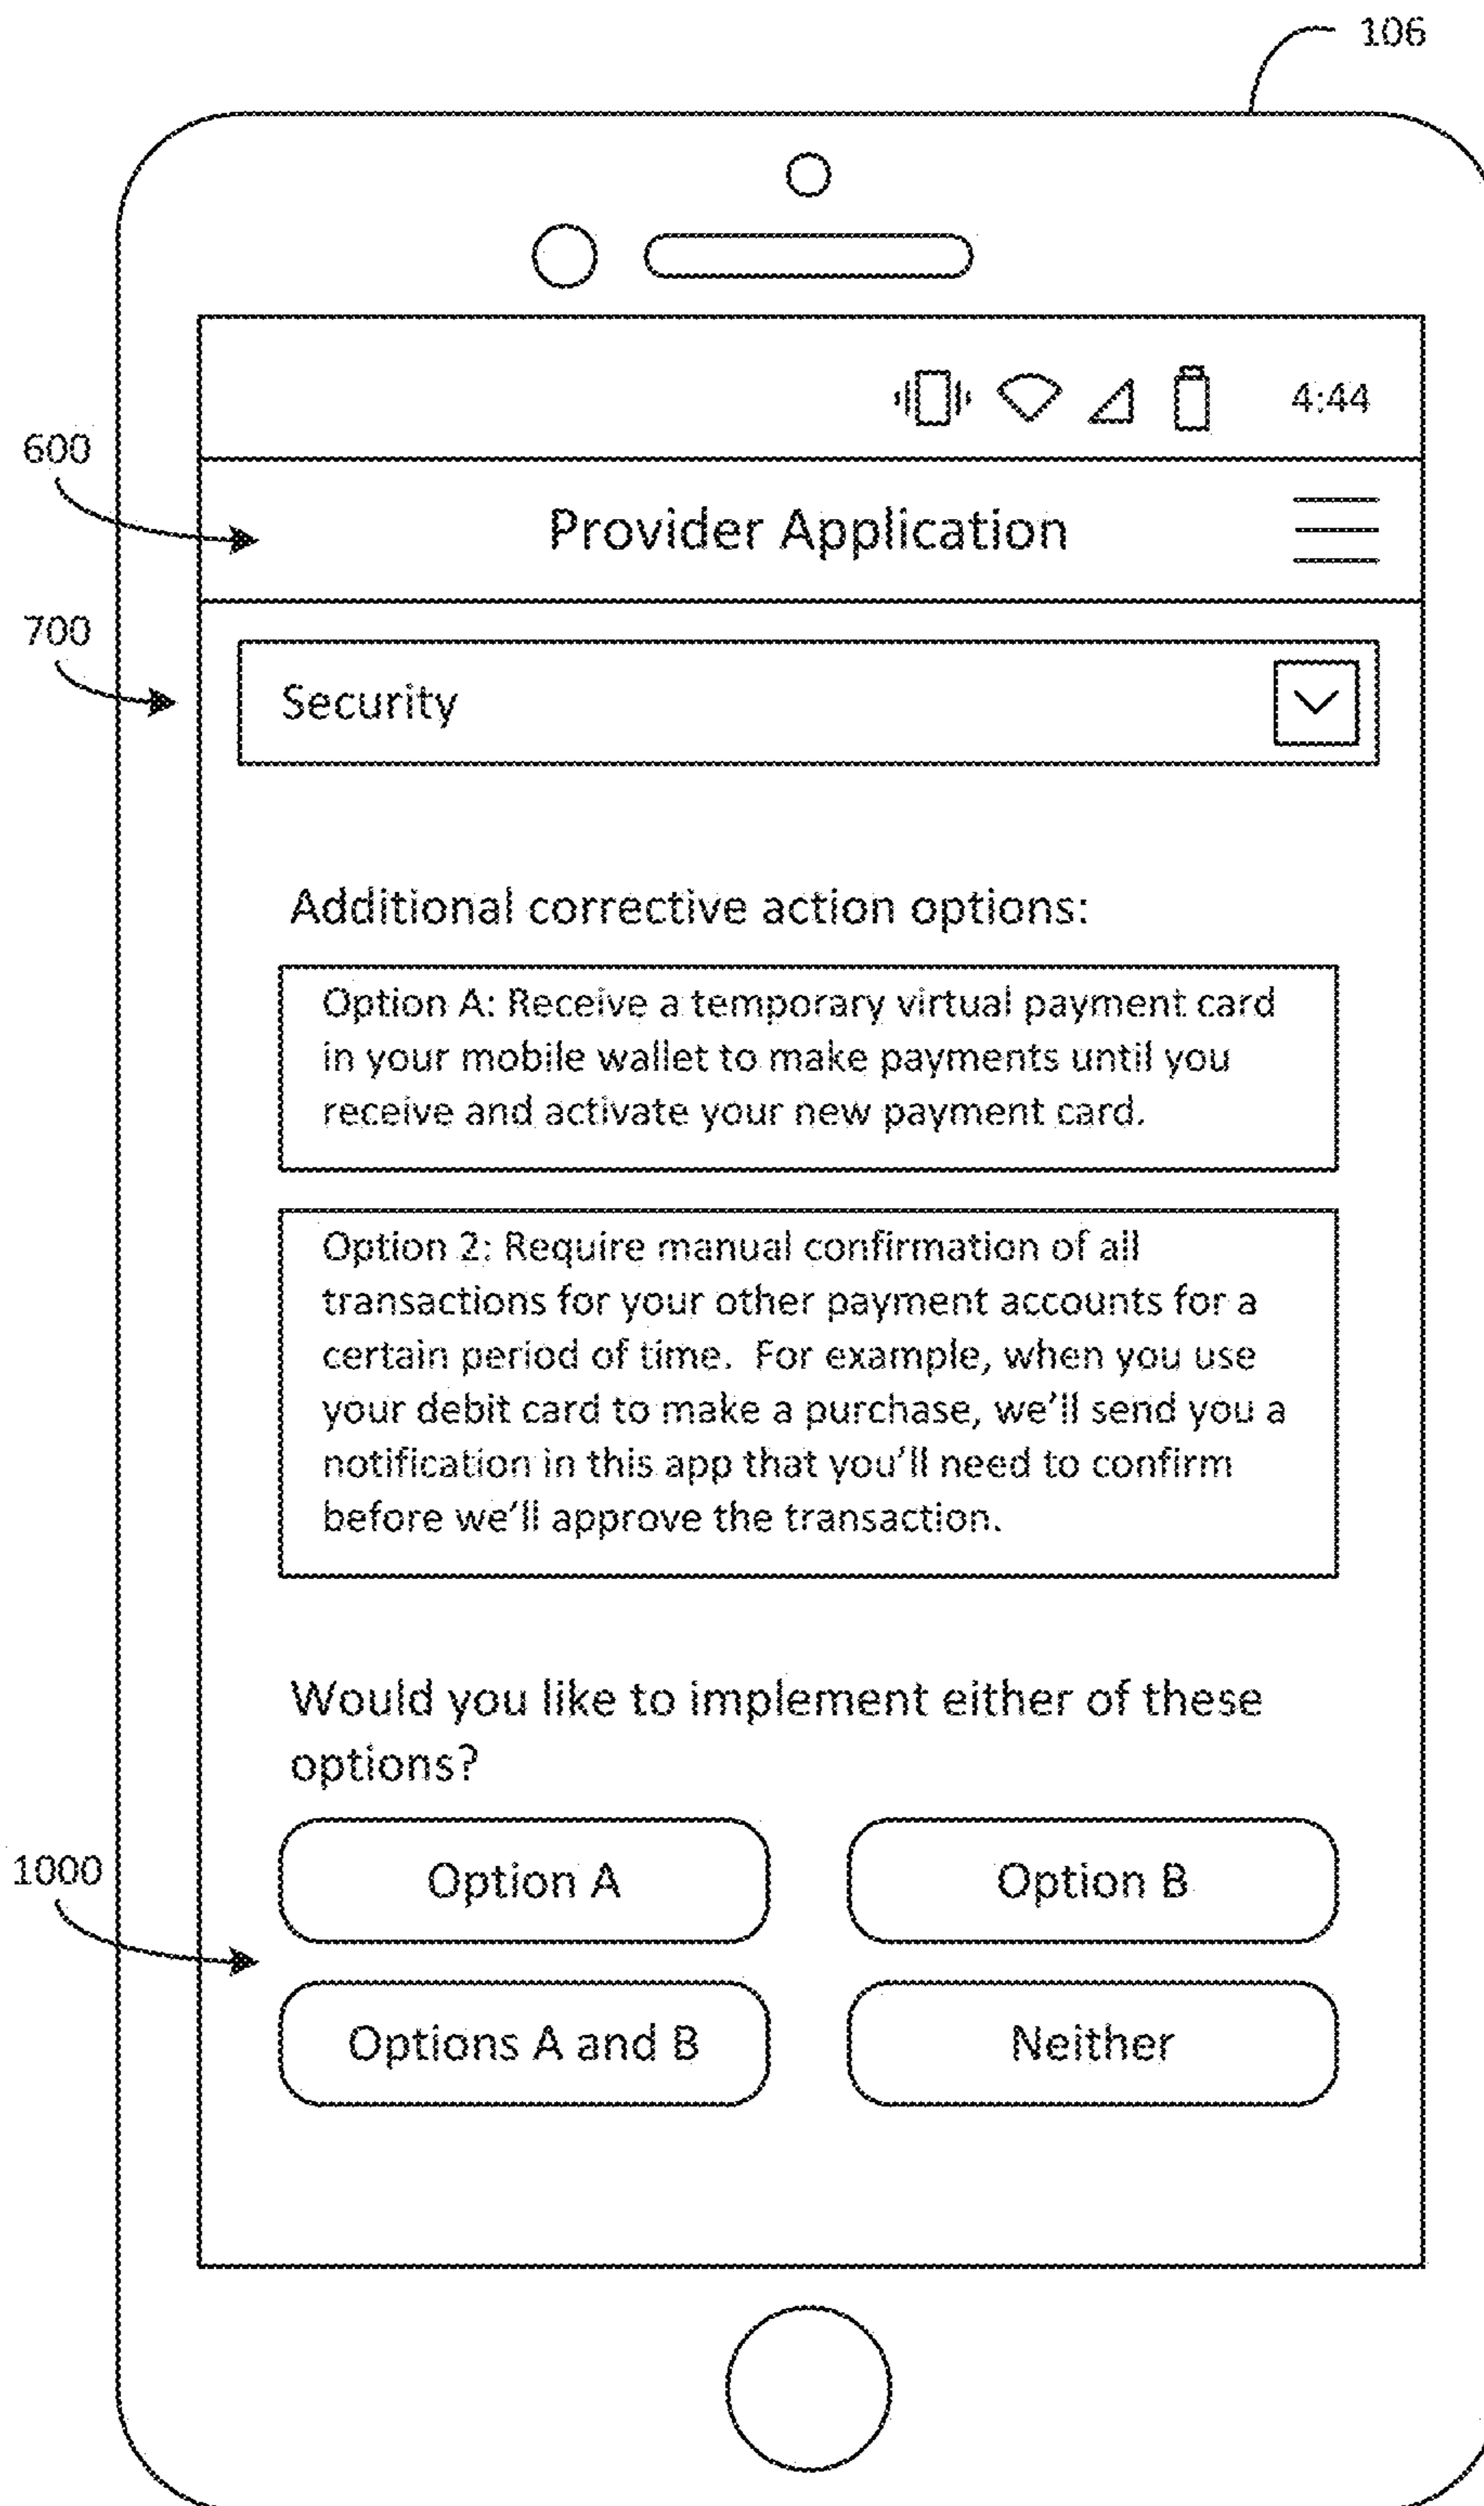 106
4:44
600
Provider Application
700
Security
Additional corrective action options:
Option A: Receive a temporary virtual payment card
in your mobile wallet to make payments until you
receive and activate your new payment card.
Option 2: Require manual confirmation of all
transactions for your other payment accounts for a
certain period of time.  For example, when you use
your debit card to make a purchase, we'll send you a
notification in this app that you'll need to confirm
before we'll approve the transaction.
Would you like to implement either of these
options?
1000
Option A
Option B
Options A and B
Neither